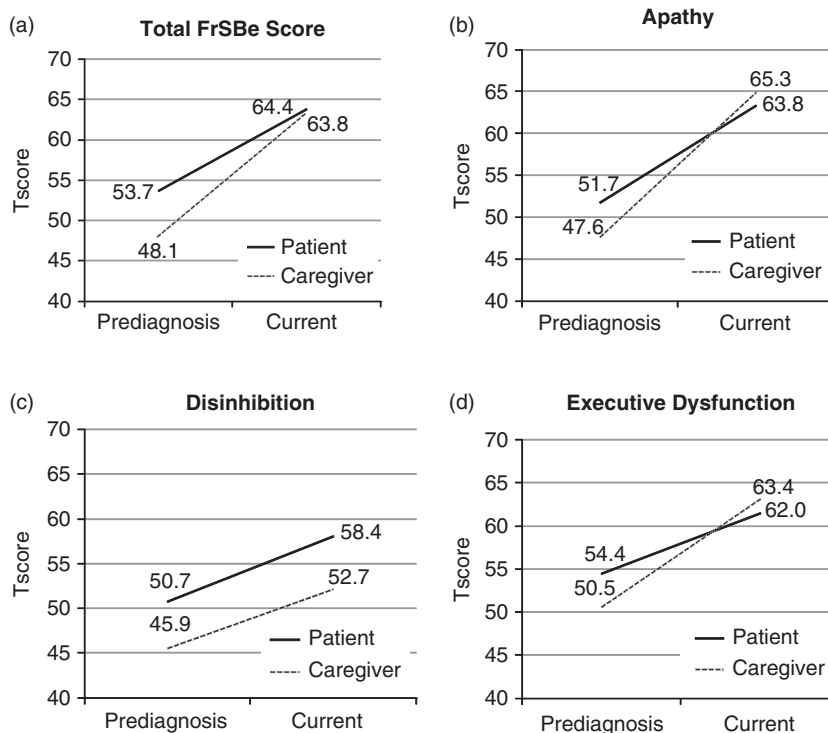 (a)
Total FrSBe Score
70
65
60
55
50
45
40
Tscore
53.7
48.1
64.4
63.8
Patient
Caregiver
Prediagnosis Current
(b)
Apathy
70
65
60
55
50
45
40
Tscore
51.7
47.6
65.3
63.8
Patient
Caregiver
Prediagnosis Current
(c)
Disinhibition
70
65
60
55
50
45
40
Tscore
50.7
45.9
58.4
52.7
Patient
Caregiver
Prediagnosis Current
(d)
Executive Dysfunction
70
65
60
55
50
45
40
Tscore
54.4
50.5
63.4
62.0
Patient
Caregiver
Prediagnosis Current